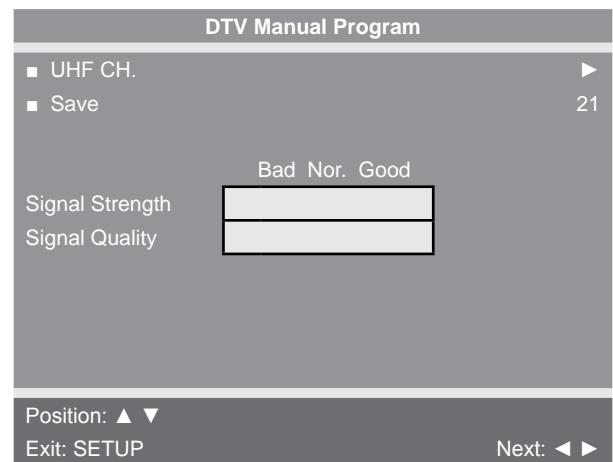 DTV Manual Program
■ UHF CH. ►
■ Save 21
Bad Nor. Good
Signal Strength
Signal Quality
Position: ▲ ▼
Exit: SETUP Next: ◄ ►